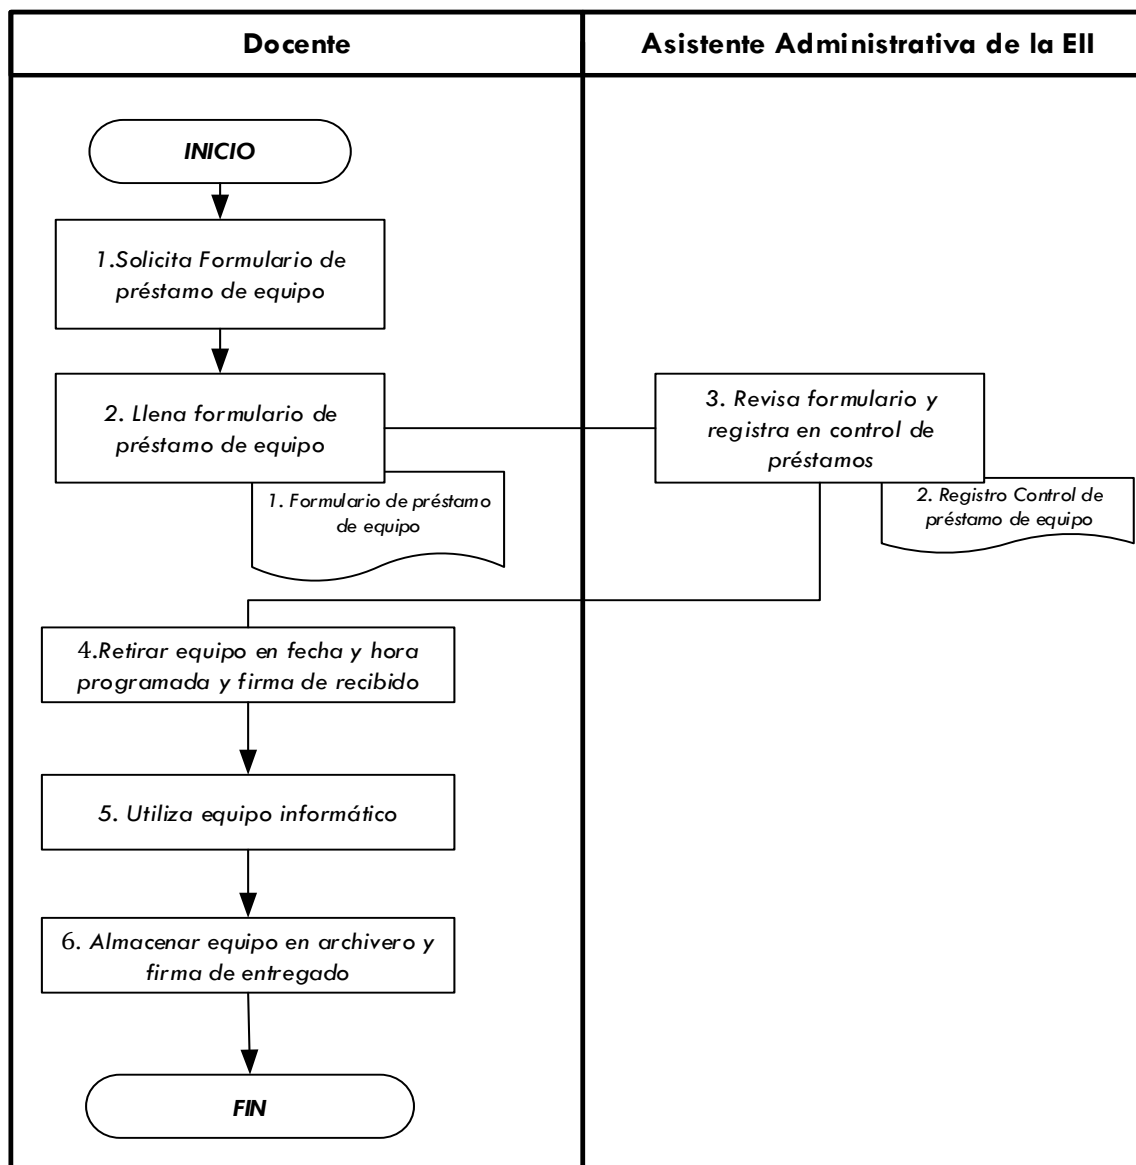 Docente
Asistente Administrativa de la EII
INICIO
1.Solicita Formulario de
préstamo de equipo
2. Llena formulario de
préstamo de equipo
3. Revisa formulario y
registra en control de
préstamos
1. Formulario de préstamo
de equipo
2. Registro Control de
préstamo de equipo
4.Retirar equipo en fecha y hora
programada y firma de recibido
5. Utiliza equipo informático
6. Almacenar equipo en archivero y
firma de entregado
FIN